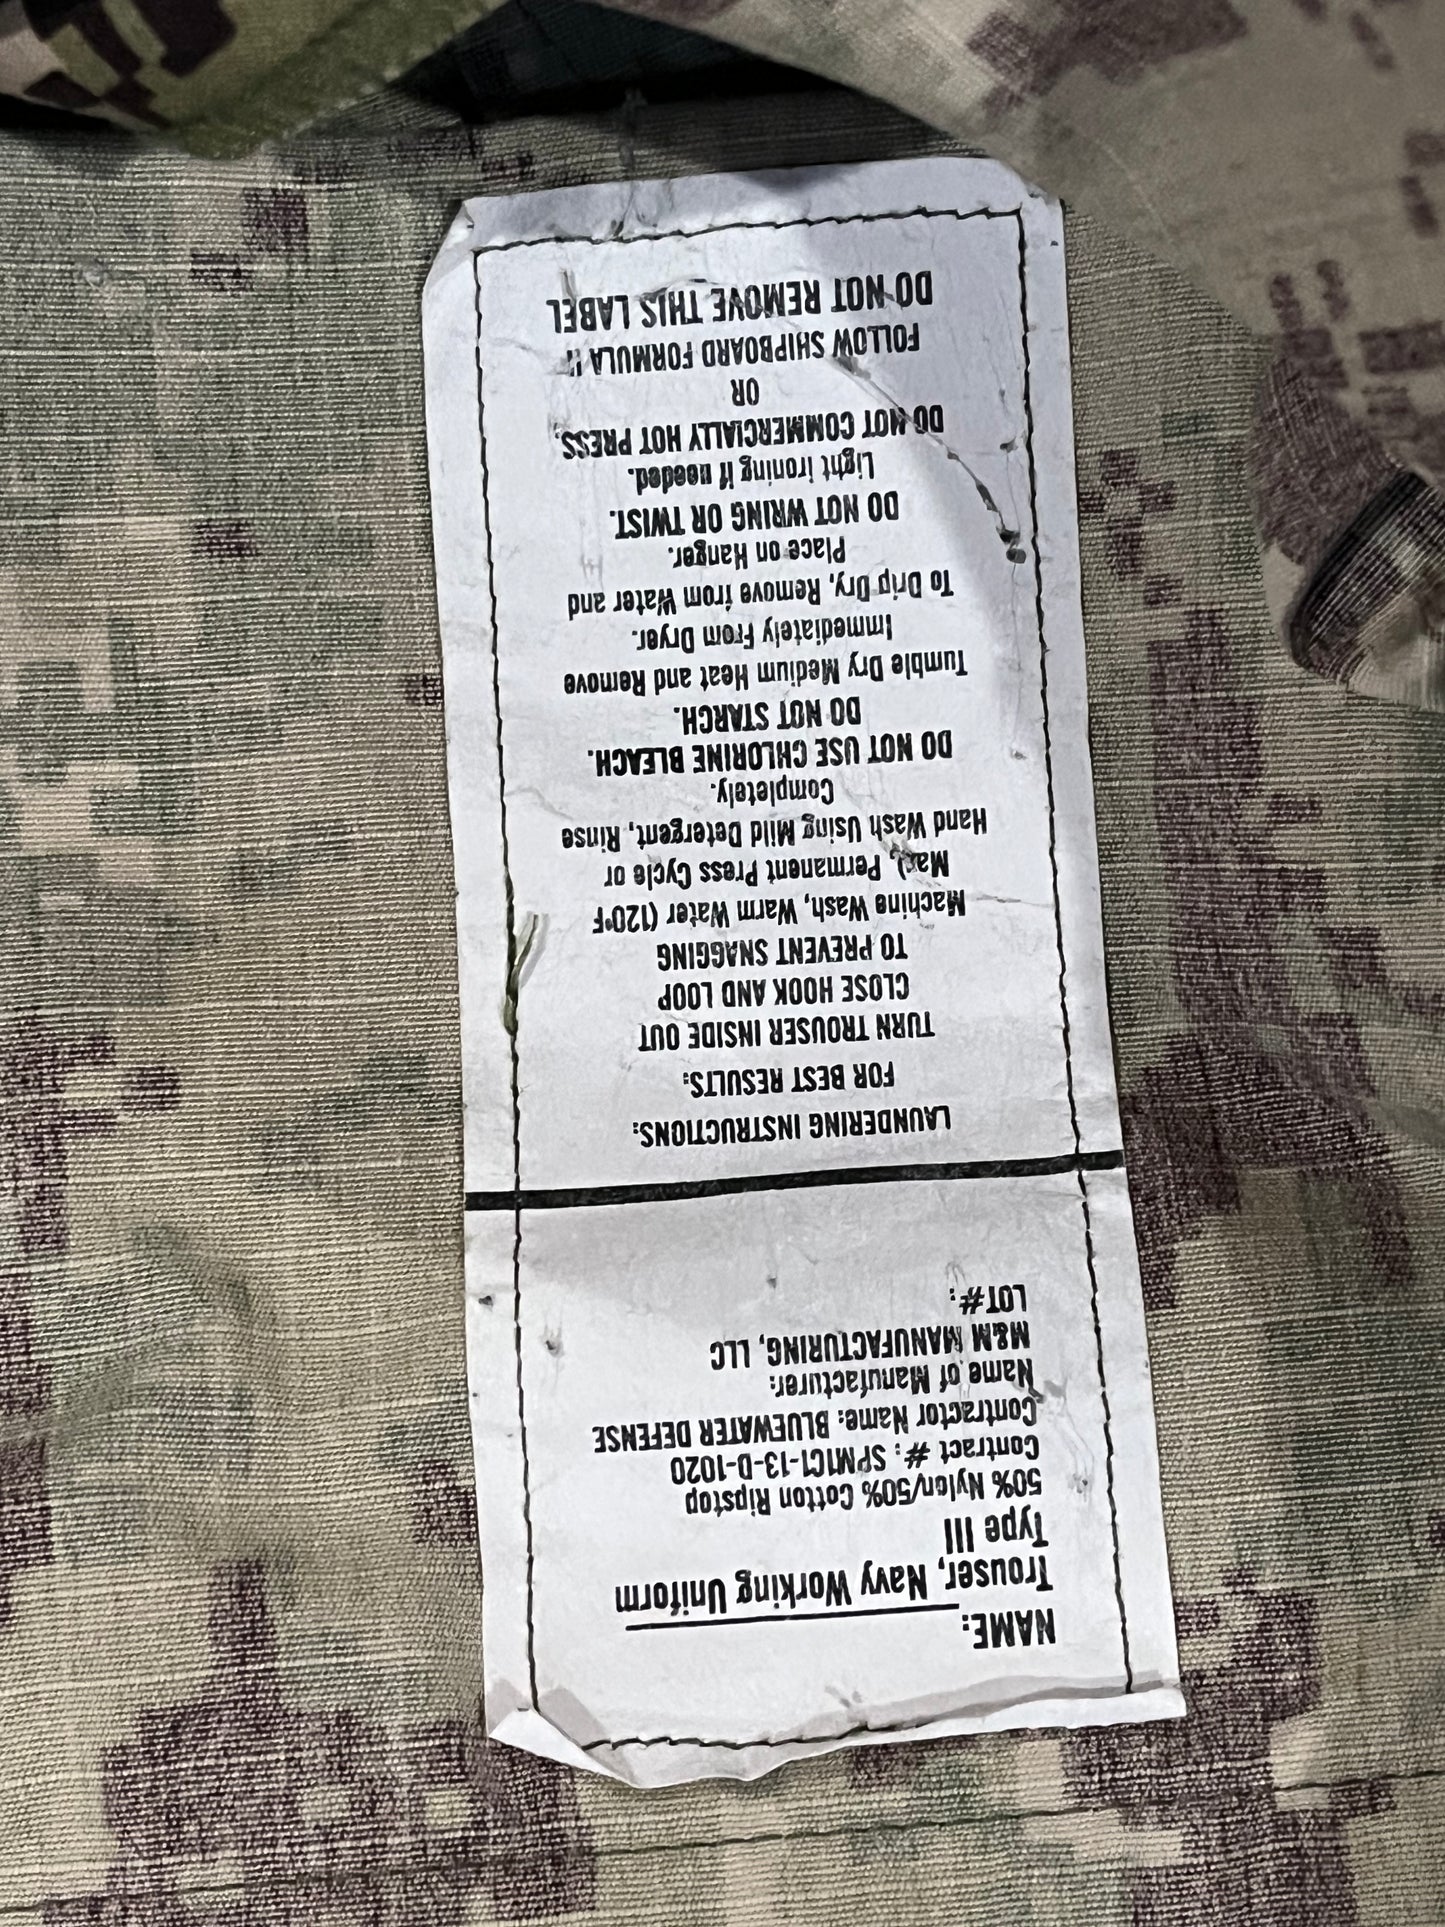 NAME:
Trouser, Navy Working Uniform
Type III
50% Nylon/50% Cotton Ripstop
Contract #: SPM1C1-13-D-1020
Contractor Name: BLUEWATER DEFENSE
Name of Manufacturer:
M&M MANUFACTURING, LLC
LOT#:
LAUNDERING INSTRUCTIONS:
FOR BEST RESULTS:
TURN TROUSER INSIDE OUT
CLOSE HOOK AND LOOP
TO PREVENT SNAGGING
Machine Wash, Warm Water (120°F
Max), Permanent Press Cycle or
Hand Wash Using Mild Detergent, Rinse
Completely.
DO NOT USE CHLORINE BLEACH.
DO NOT STARCH.
Tumble Dry Medium Heat and Remove
Immediately From Dryer.
To Drip Dry, Remove from Water and
Place on Hanger.
DO NOT WRING OR TWIST.
Light ironing if needed.
DO NOT COMMERCIALLY HOT PRESS.
OR
FOLLOW SHIPBOARD FORMULA II
DO NOT REMOVE THIS LABEL